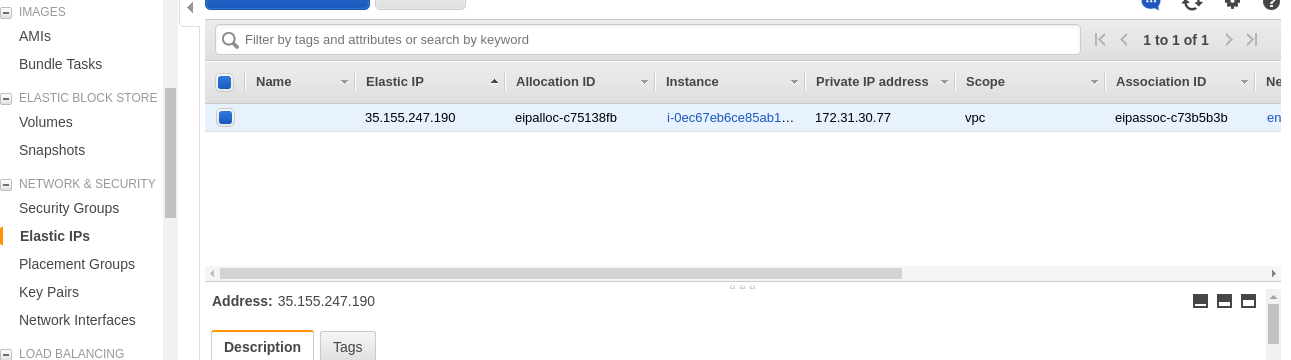 IMAGES
AMIs
Bundle Tasks
ELASTIC BLOCK STORE
Volumes
Snapshots
NETWORK & SECURITY
Security Groups
Elastic IPs
Placement Groups
Key Pairs
Network Interfaces
LOAD BALANCING
Filter by tags and attributes or search by keyword
1 to 1 of 1
Name Elastic IP Allocation ID Instance Private IP address Scope Association ID Ne
35.155.247.190 eipalloc-c75138fb i-0ec67eb6ce85ab1... 172.31.30.77 vpc eipassoc-c73b5b3b en
Address: 35.155.247.190
Description Tags